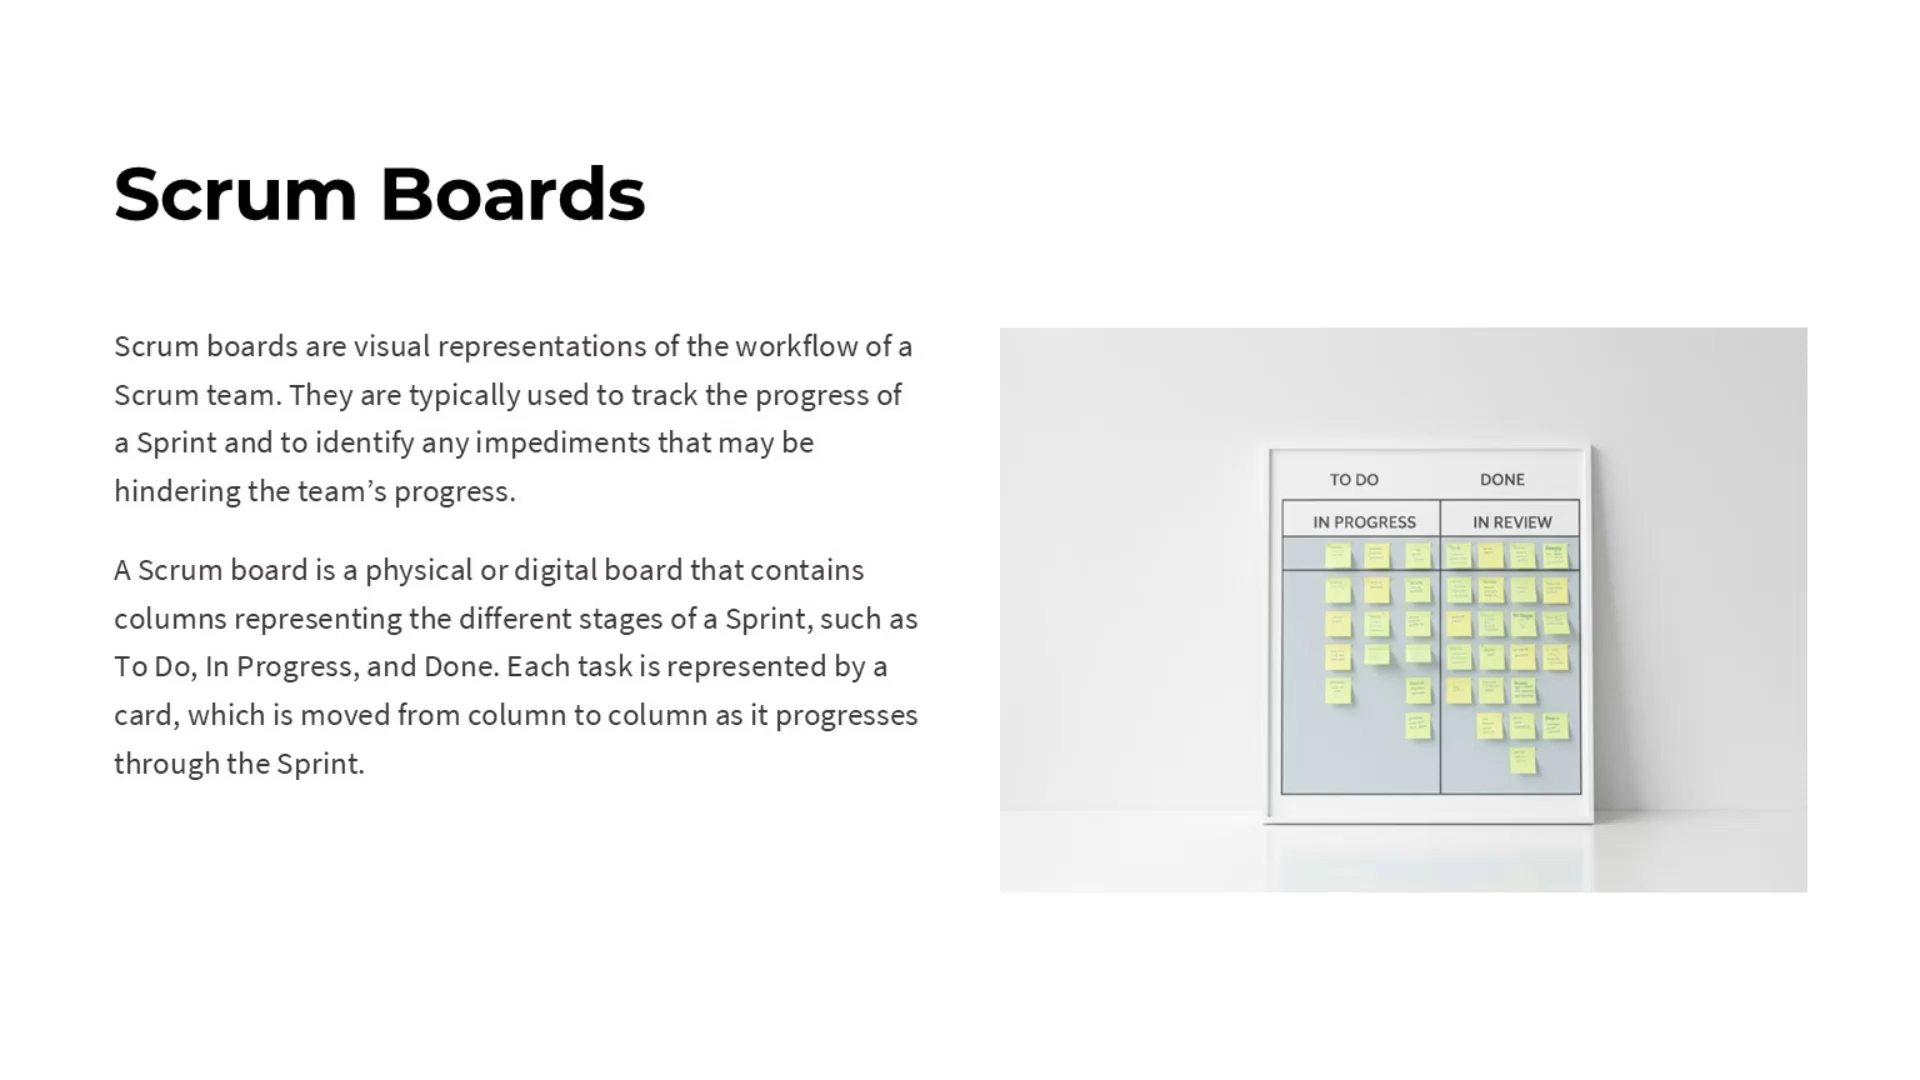 Scrum Boards
Scrum boards are visual representations of the workflow of a
Scrum team. They are typically used to track the progress of
a Sprint and to identify any impediments that may be
hindering the team’s progress.
A Scrum board is a physical or digital board that contains
columns representing the different stages of a Sprint, such as
To Do, In Progress, and Done. Each task is represented by a
card, which is moved from column to column as it progresses
through the Sprint.
TO DO DONE
IN PROGRESS IN REVIEW